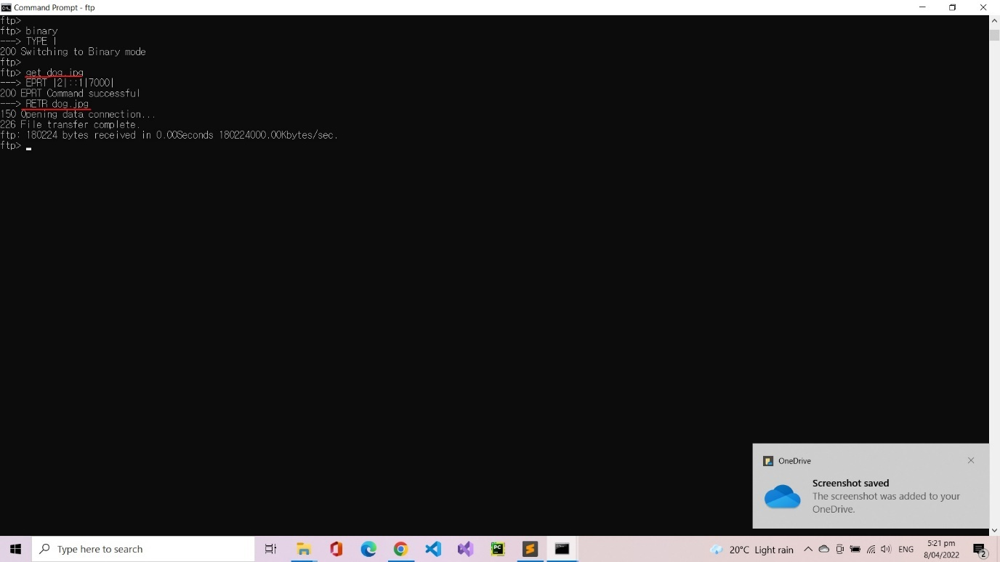 Command Prompt - ftp
ftp>
ftp> binary
---> TYPE I
200 Switching to Binary mode
ftp>
ftp> get dog.jpg
---> EPRT |2|::1|7000|
200 EPRT Command successful
---> RETR dog.jpg
150 Opening data connection...
226 File transfer complete.
ftp: 180224 bytes received in 0.00Seconds 180224000.00Kbytes/sec.
ftp>
OneDrive
Screenshot saved
The screenshot was added to your
OneDrive.
Type here to search
PC
20°C Light rain
ENG
5:21 pm
8/04/2022
2